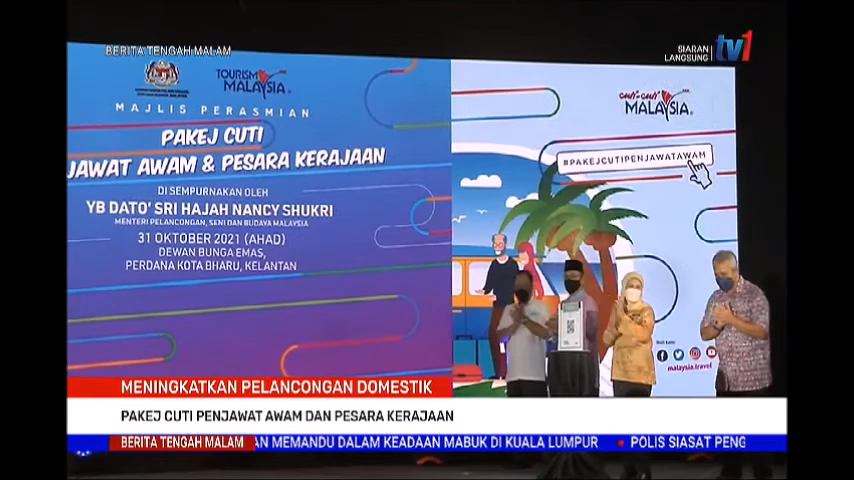 BERITA TENGAH MALAM
SIARAN
LANGSUNG
tv1
TOURISM
MALAYSIA
MAJLIS PERASMIAN
PAKEJ CUTI
JAWAT AWAM & PESARA KERAJAAN
DI SEMPURNAKAN OLEH
YB DATO' SRI HAJAH NANCY SHUKRI
MENTERI PELANCONGAN, SENI DAN BUDAYA MALAYSIA
31 OKTOBER 2021 (AHAD)
DEWAN BUNGA EMAS,
PERDANA KOTA BHARU, KELANTAN
cuti-cuti
MALAYSIA
#PAKEJCUTIPENJAWATAWAM
malaysia.travel
MENINGKATKAN PELANCONGAN DOMESTIK
PAKEJ CUTI PENJAWAT AWAM DAN PESARA KERAJAAN
BERITA TENGAH MALAM
AN MEMANDU DALAM KEADAAN MABUK DI KUALA LUMPUR • POLIS SIASAT PENG